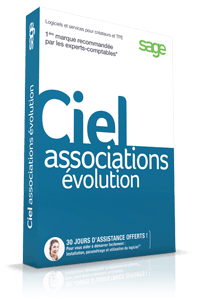 Logiciels et services pour créateurs et TPE
1ère marque recommandée
par les experts-comptables*
sage
Ciel
associations
évolution
Ciel associations évolution
30 JOURS D'ASSISTANCE OFFERTS !
Pour vous aider à démarrer facilement :
Installation, paramétrage et utilisation du logiciel